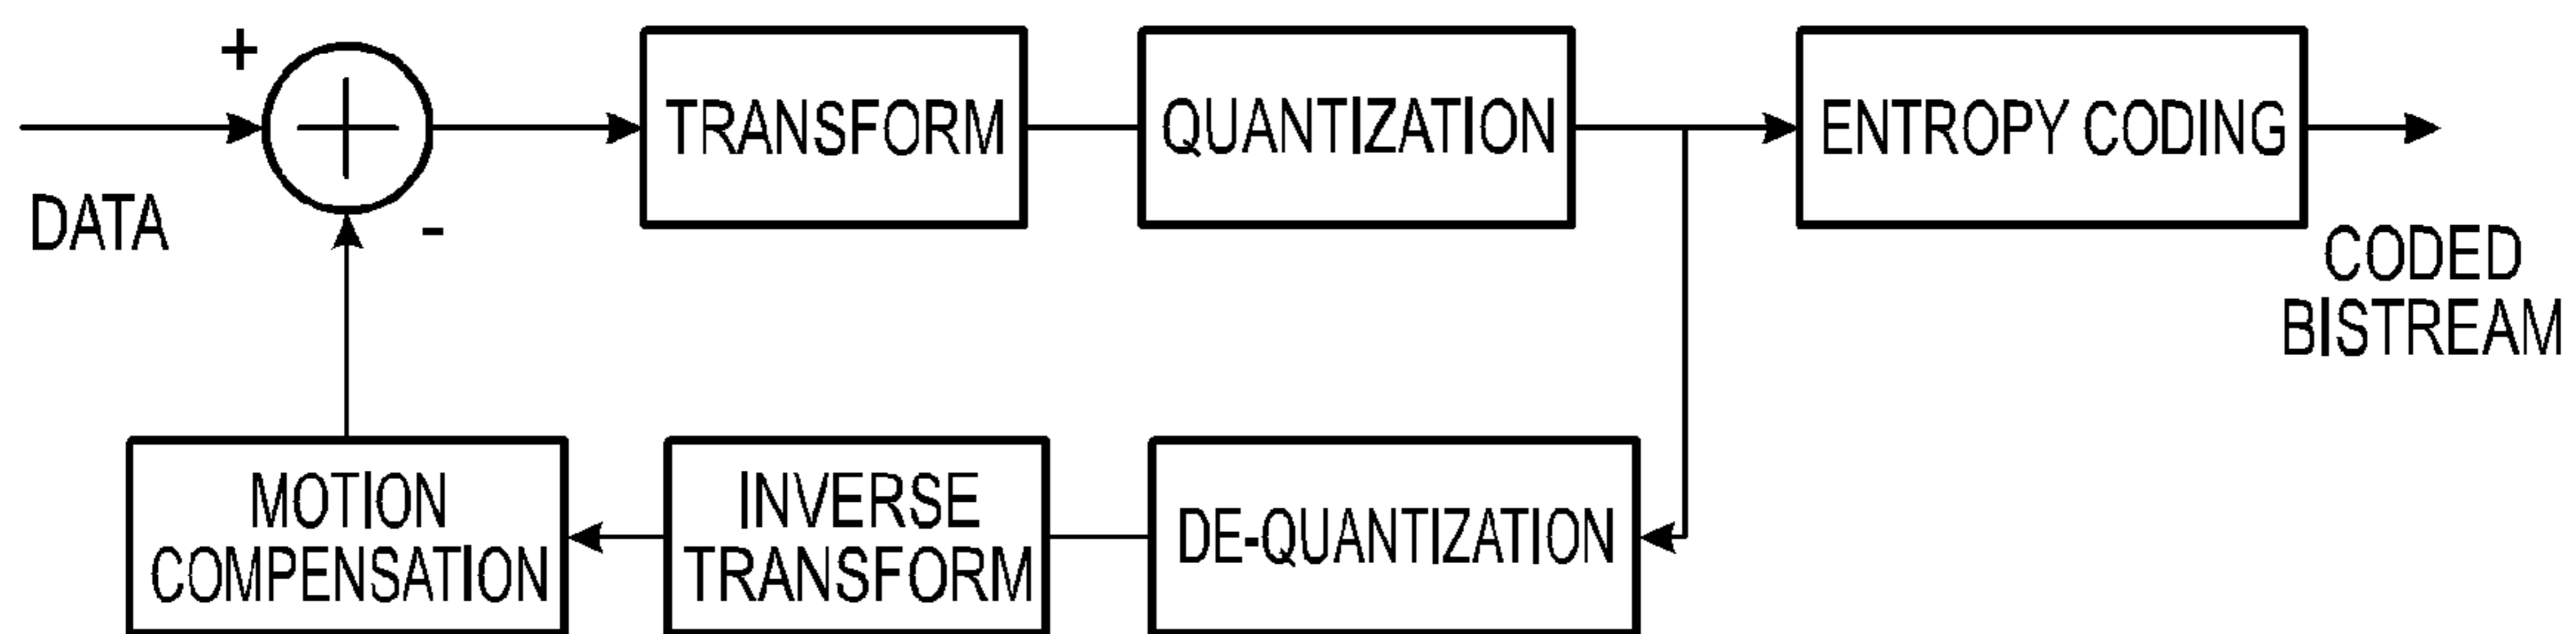 +
DATA
-
TRANSFORM
QUANTIZATION
ENTROPY CODING
CODED
BISTREAM
MOTION
COMPENSATION
INVERSE
TRANSFORM
DE-QUANTIZATION